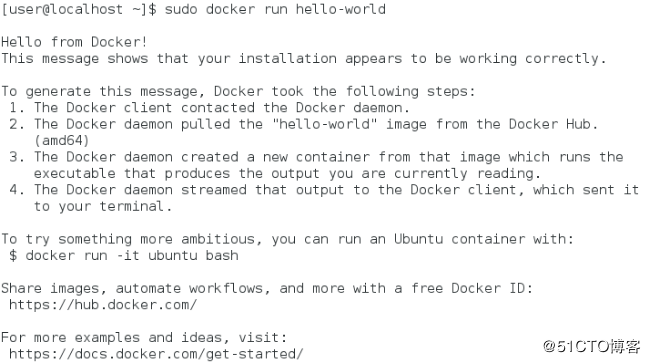 [user@localhost ~]$ sudo docker run hello-world
Hello from Docker!
This message shows that your installation appears to be working correctly.
To generate this message, Docker took the following steps:
1. The Docker client contacted the Docker daemon.
2. The Docker daemon pulled the "hello-world" image from the Docker Hub.
(amd64)
3. The Docker daemon created a new container from that image which runs the
executable that produces the output you are currently reading.
4. The Docker daemon streamed that output to the Docker client, which sent it
to your terminal.
To try something more ambitious, you can run an Ubuntu container with:
$ docker run -it ubuntu bash
Share images, automate workflows, and more with a free Docker ID:
https://hub.docker.com/
For more examples and ideas, visit:
https://docs.docker.com/get-started/
@51CTO博客